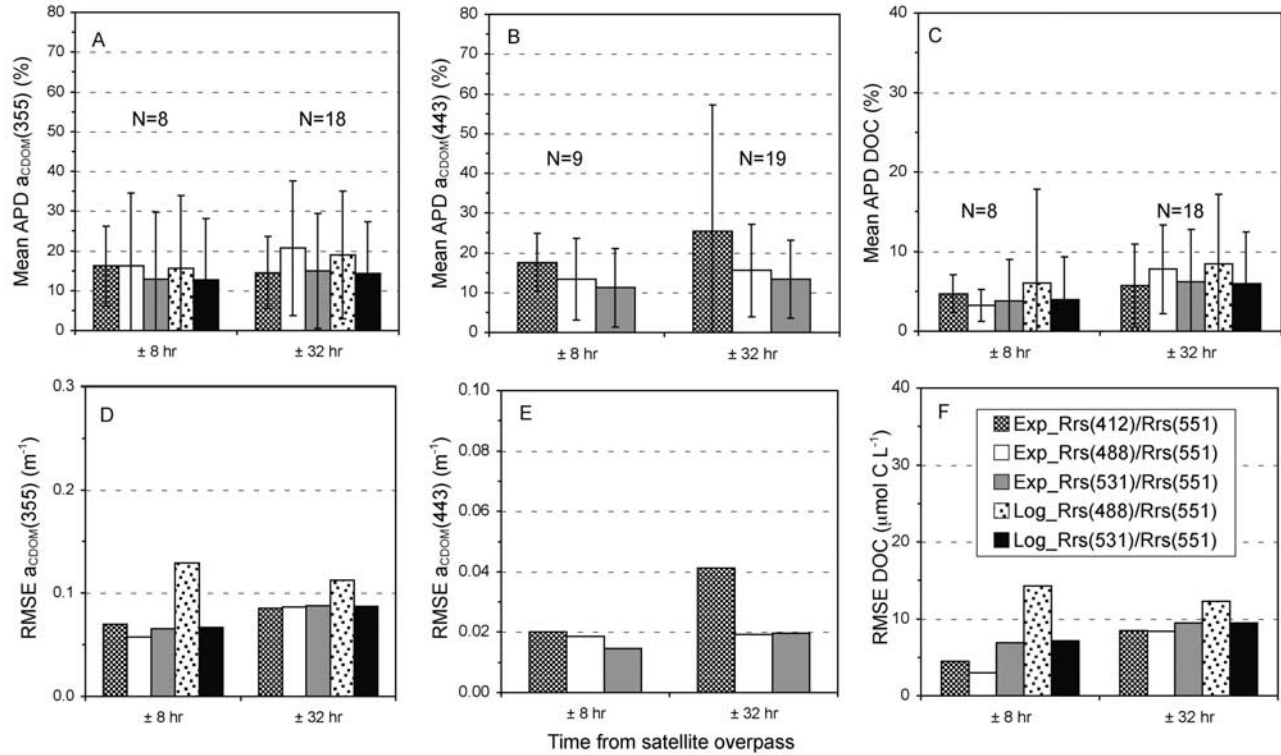 A
Mean APD aCDOM(355) (%)
80
70
60
50
40
30
20
10
0
N=8
N=18
± 8 hr
± 32 hr
B
Mean APD aCDOM(443) (%)
80
70
60
50
40
30
20
10
0
N=9
N=19
± 8 hr
± 32 hr
C
Mean APD DOC (%)
40
30
20
10
0
N=8
N=18
± 8 hr
± 32 hr
D
RMSE aCDOM(355) (m-1)
0.3
0.2
0.1
0.0
± 8 hr
± 32 hr
E
RMSE aCDOM(443) (m-1)
0.10
0.08
0.06
0.04
0.02
0.00
± 8 hr
± 32 hr
F
RMSE DOC (µmol C L-1)
40
30
20
10
0
Exp_Rrs(412)/Rrs(551)
Exp_Rrs(488)/Rrs(551)
Exp_Rrs(531)/Rrs(551)
Log_Rrs(488)/Rrs(551)
Log_Rrs(531)/Rrs(551)
± 8 hr
± 32 hr
Time from satellite overpass